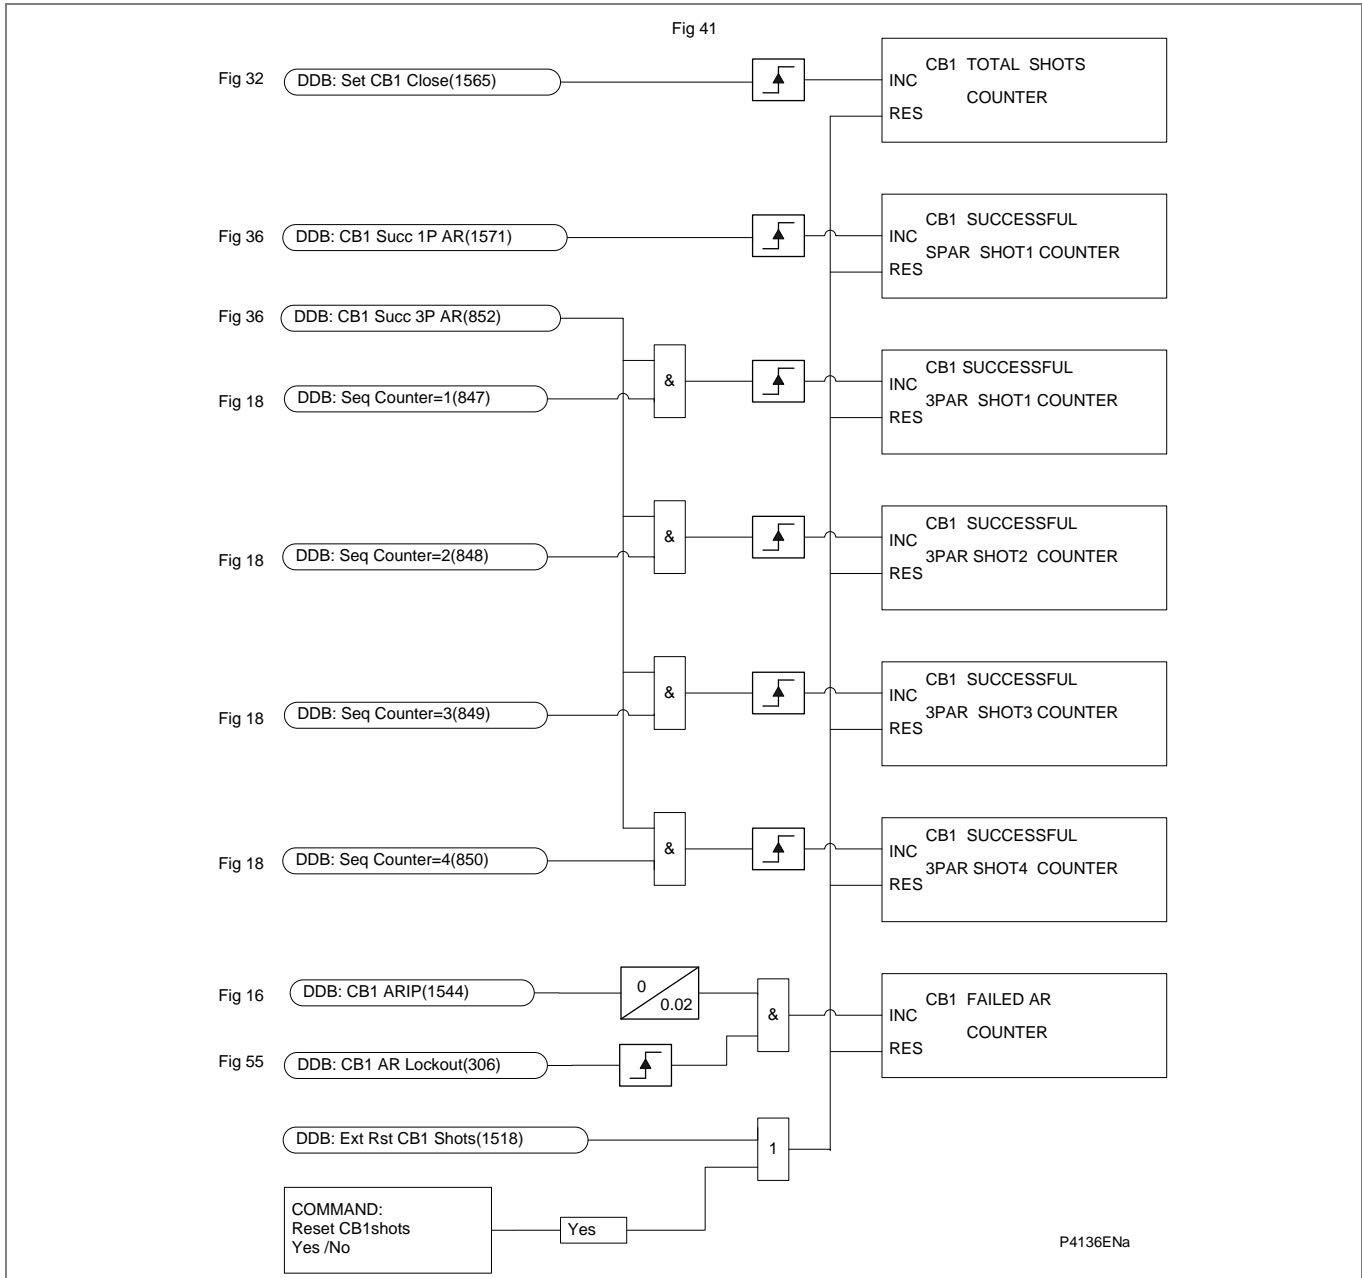 Fig 41
Fig 32
DDB: Set CB1 Close(1565)
INC
RES
CB1 TOTAL SHOTS
COUNTER
Fig 36
DDB: CB1 Succ 1P AR(1571)
INC
RES
CB1 SUCCESSFUL
SPAR SHOT1 COUNTER
Fig 36
DDB: CB1 Succ 3P AR(852)
Fig 18
DDB: Seq Counter=1(847)
&
INC
RES
CB1 SUCCESSFUL
3PAR SHOT1 COUNTER
Fig 18
DDB: Seq Counter=2(848)
&
INC
RES
CB1 SUCCESSFUL
3PAR SHOT2 COUNTER
Fig 18
DDB: Seq Counter=3(849)
&
INC
RES
CB1 SUCCESSFUL
3PAR SHOT3 COUNTER
Fig 18
DDB: Seq Counter=4(850)
&
INC
RES
CB1 SUCCESSFUL
3PAR SHOT4 COUNTER
Fig 16
DDB: CB1 ARIP(1544)
0
0.02
Fig 55
DDB: CB1 AR Lockout(306)
&
INC
RES
CB1 FAILED AR
COUNTER
DDB: Ext Rst CB1 Shots(1518)
1
COMMAND:
Reset CB1shots
Yes /No
Yes
P4136ENa